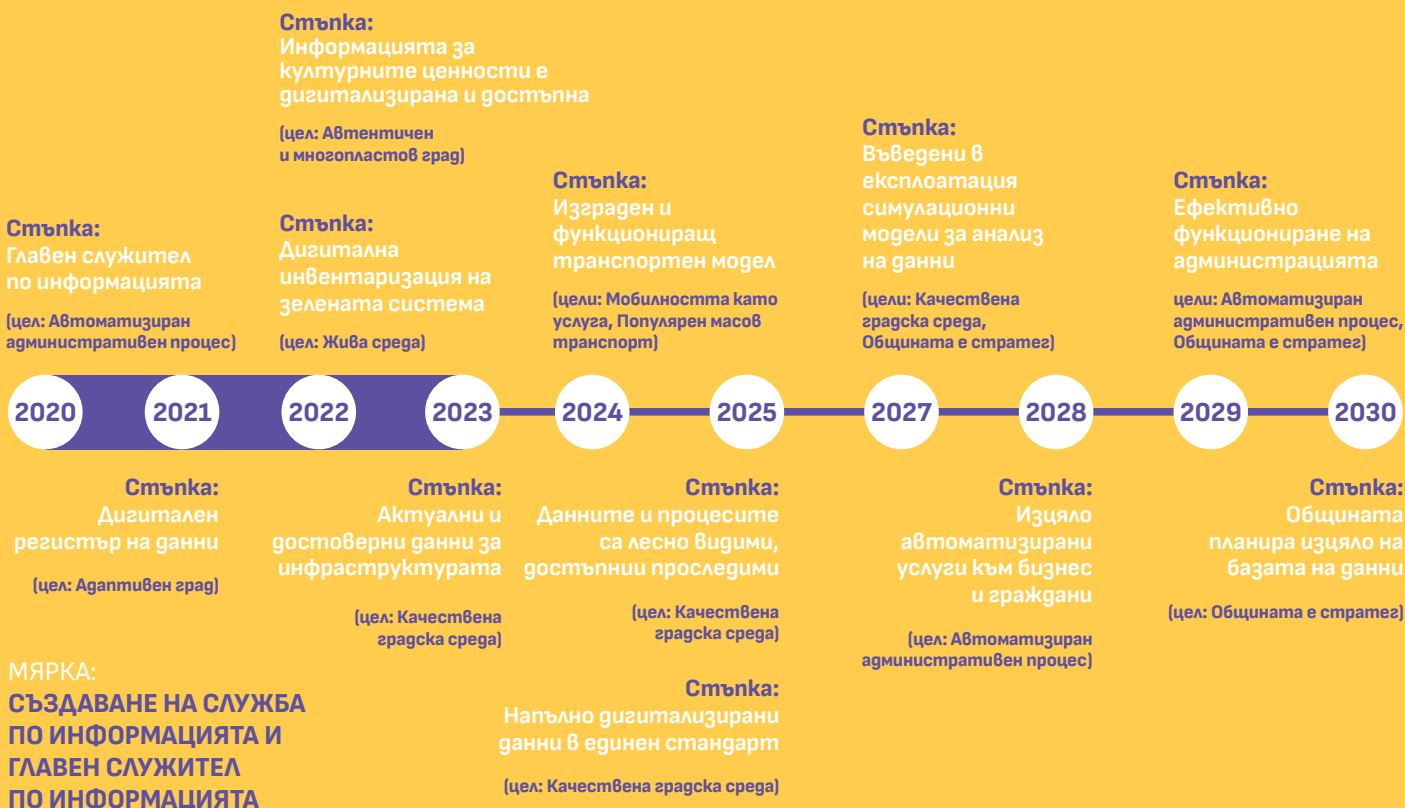 Стъпка:
Информацията за
културните ценности е
дигитализирана и достъпна
(цел: Автентичен
и многопластов град)
Стъпка:
Главен служител
по информацията
(цел: Автоматизиран
административен процес)
Стъпка:
Дигитална
инвентаризация на
зелената система
(цел: Жива среда)
Стъпка:
Изграден и
функциониращ
транспортен модел
(цели: Мобилността като
услуга, Популярен масов
транспорт)
Стъпка:
Въведени в
експлоатация
симулационни
модели за анализ
на данни
(цели: Качествена
градска среда,
Общината е стратег)
Стъпка:
Ефективно
функциониране на
администрацията
цели: Автоматизиран
административен процес,
Общината е стратег)
2020 2021 2022 2023 2024 2025 2027 2028 2029 2030
Стъпка:
Дигитален
регистър на данни
(цел: Адаптивен град)
Стъпка:
Актуални и
достоверни данни за
инфраструктурата
(цел: Качествена
градска среда)
Стъпка:
Данните и процесите
са лесно видими,
достъпнии проследими
(цел: Качествена
градска среда)
Стъпка:
Напълно дигитализирани
данни в единен стандарт
(цел: Качествена градска среда)
Стъпка:
Изцяло
автоматизирани
услуги към бизнес
и граждани
(цел: Автоматизиран
административен процес)
Стъпка:
Общината
планира изцяло на
базата на данни
(цел: Общината е стратег)
МЯРКА:
СЪЗДАВАНЕ НА СЛУЖБА
ПО ИНФОРМАЦИЯТА И
ГЛАВЕН СЛУЖИТЕЛ
ПО ИНФОРМАЦИЯТА